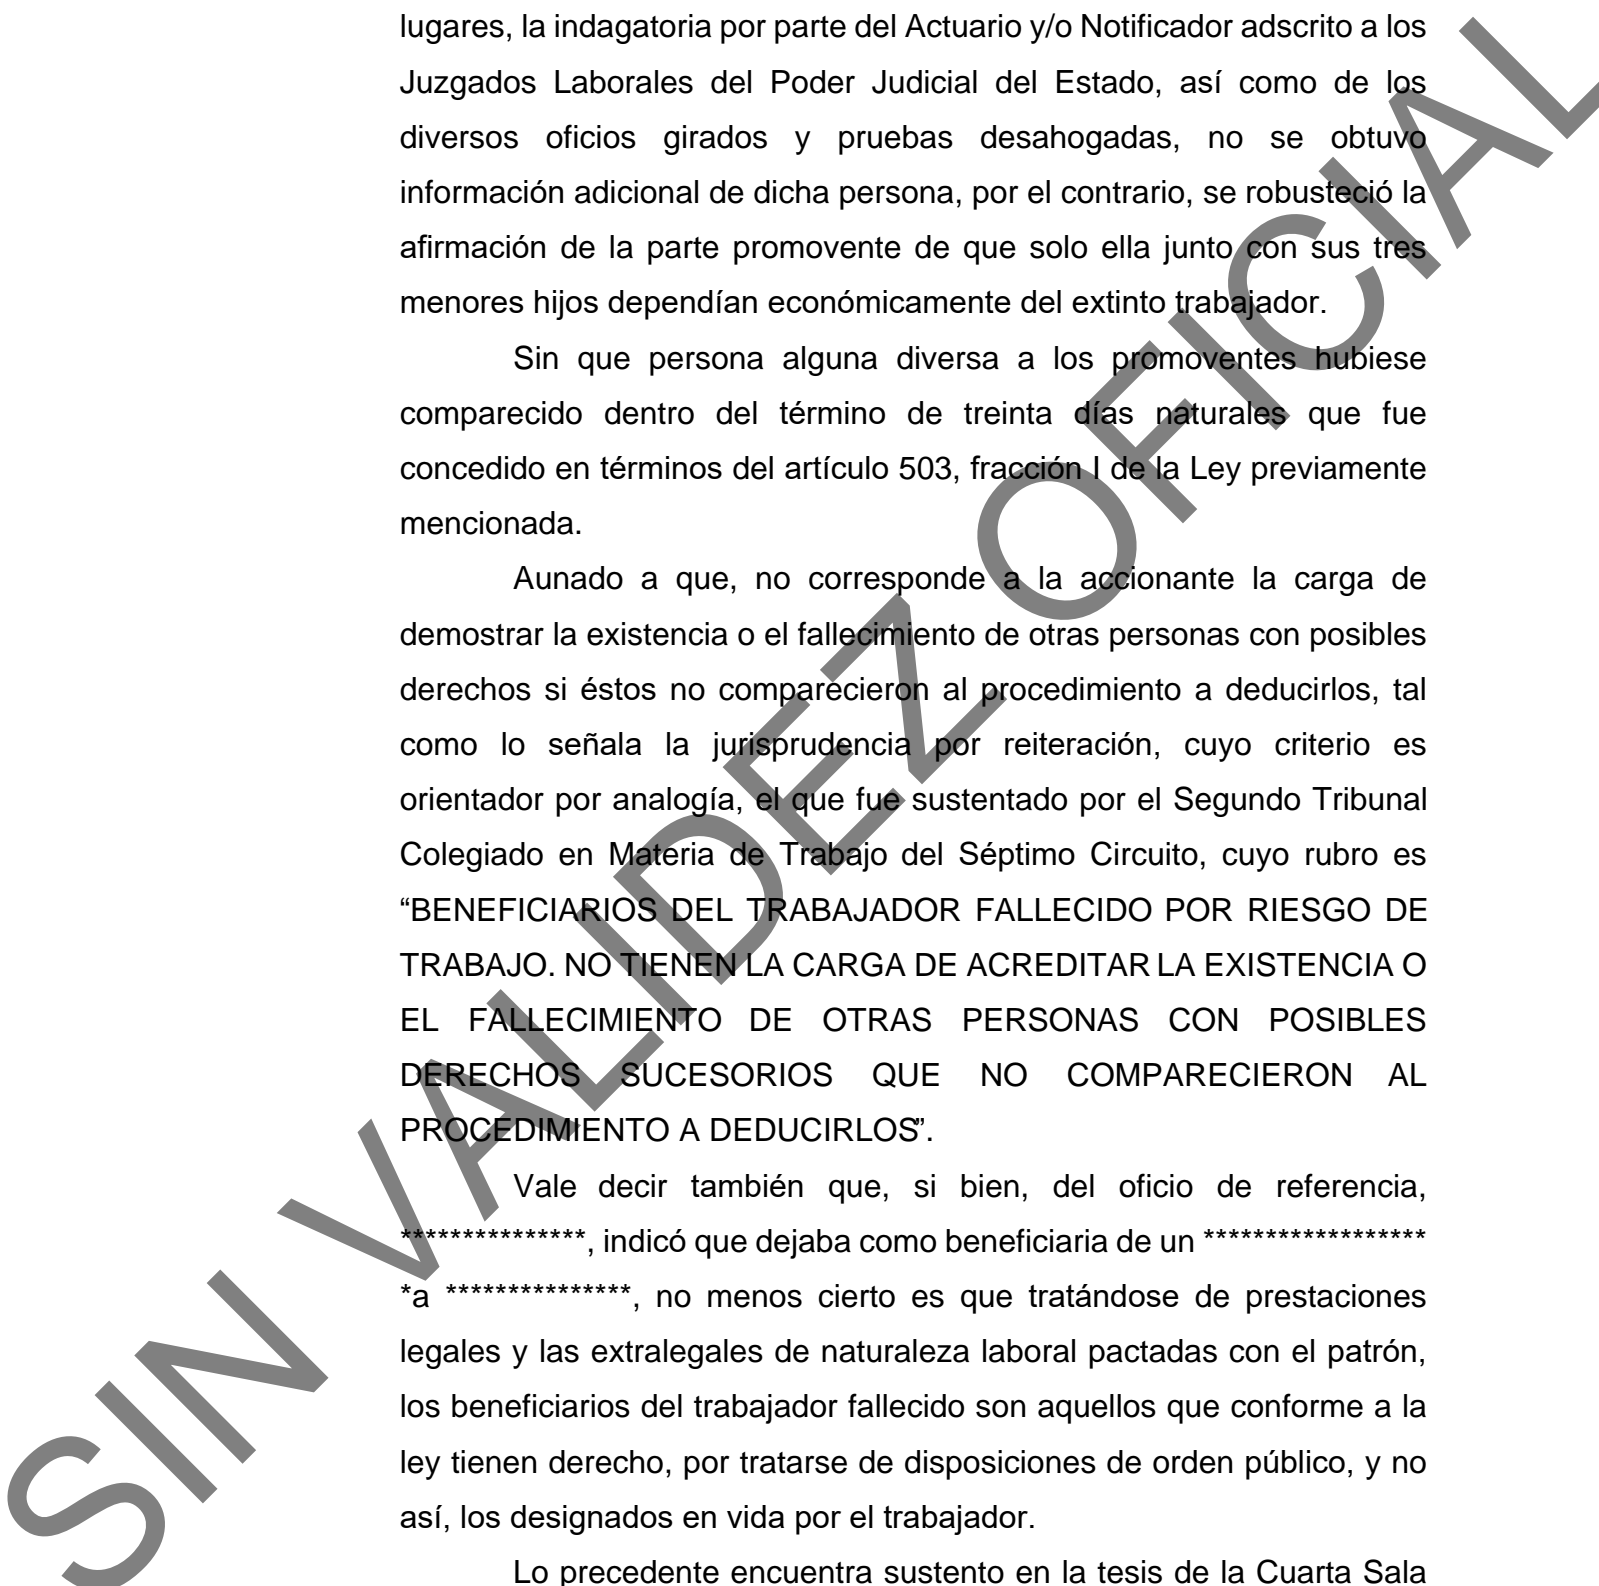 lugares, la indagatoria por parte del Actuario y/o Notificador adscrito a los
Juzgados Laborales del Poder Judicial del Estado, así como de los
diversos oficios girados y pruebas desahogadas, no se obtuvo
información adicional de dicha persona, por el contrario, se robusteció la
afirmación de la parte promovente de que solo ella junto con sus tres
menores hijos dependían económicamente del extinto trabajador.
Sin que persona alguna diversa a los promoventes hubiese
comparecido dentro del término de treinta días naturales que fue
concedido en términos del artículo 503, fracción I de la Ley previamente
mencionada.
Aunado a que, no corresponde a la accionante la carga de
demostrar la existencia o el fallecimiento de otras personas con posibles
derechos si éstos no comparecieron al procedimiento a deducirlos, tal
como lo señala la jurisprudencia por reiteración, cuyo criterio es
orientador por analogía, el que fue sustentado por el Segundo Tribunal
Colegiado en Materia de Trabajo del Séptimo Circuito, cuyo rubro es
“BENEFICIARIOS DEL TRABAJADOR FALLECIDO POR RIESGO DE
TRABAJO. NO TIENEN LA CARGA DE ACREDITAR LA EXISTENCIA O
EL FALLECIMIENTO DE OTRAS PERSONAS CON POSIBLES
DERECHOS SUCESORIOS QUE NO COMPARECIERON AL
PROCEDIMIENTO A DEDUCIRLOS”.
Vale decir también que, si bien, del oficio de referencia,
***************, indicó que dejaba como beneficiaria de un ******************
*a ***************, no menos cierto es que tratándose de prestaciones
legales y las extralegales de naturaleza laboral pactadas con el patrón,
los beneficiarios del trabajador fallecido son aquellos que conforme a la
ley tienen derecho, por tratarse de disposiciones de orden público, y no
así, los designados en vida por el trabajador.
Lo precedente encuentra sustento en la tesis de la Cuarta Sala
SIN VALIDEZ OFICIAL